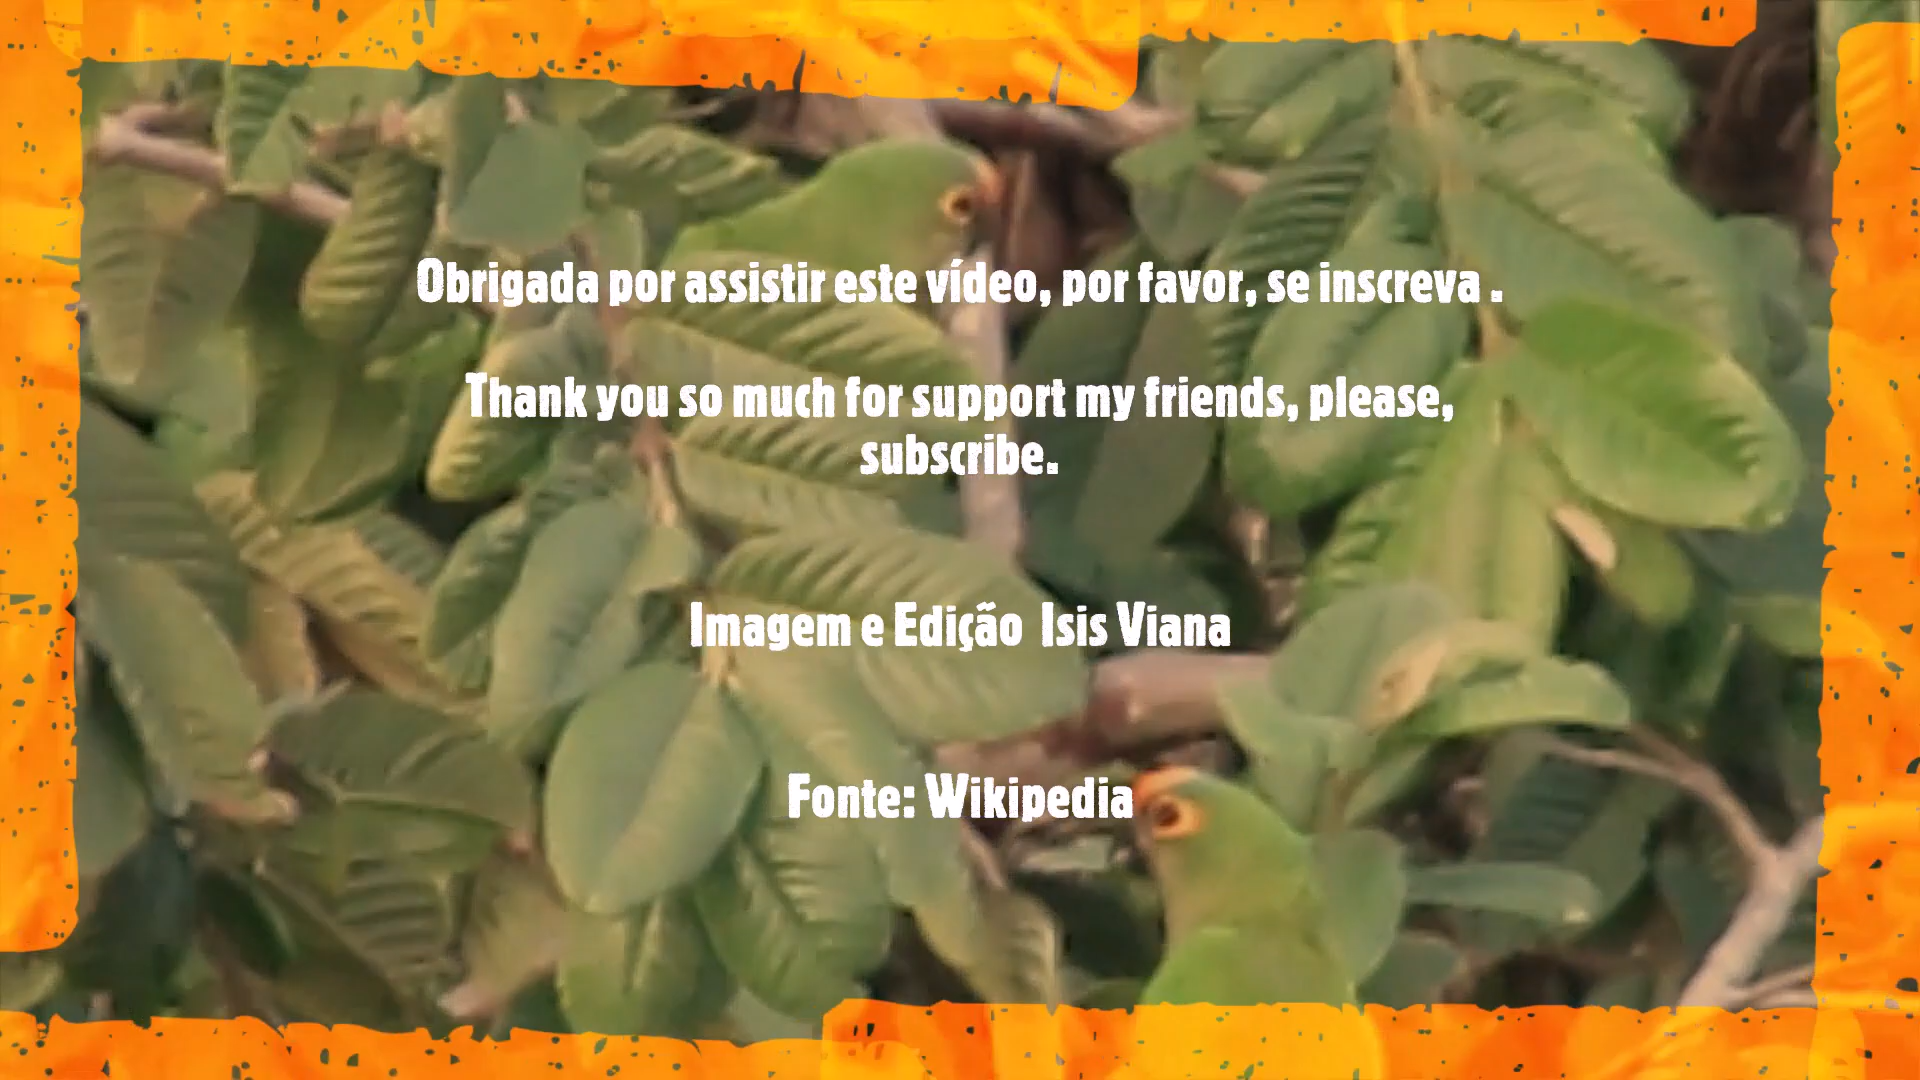 Obrigada por assistir este vídeo, por favor, se inscreva .
Thank you so much for support my friends, please,
subscribe.
Imagem e Edição Isis Viana
Fonte: Wikipedia